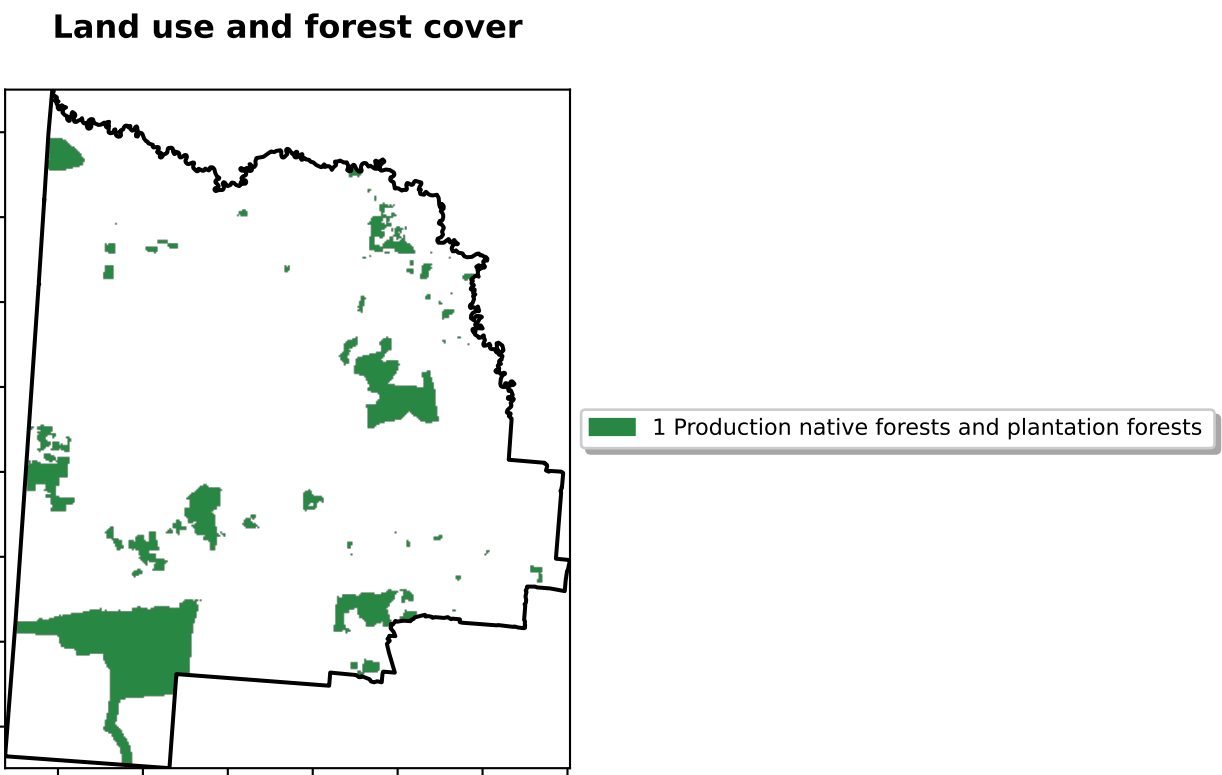 Land use and forest cover
1 Production native forests and plantation forests